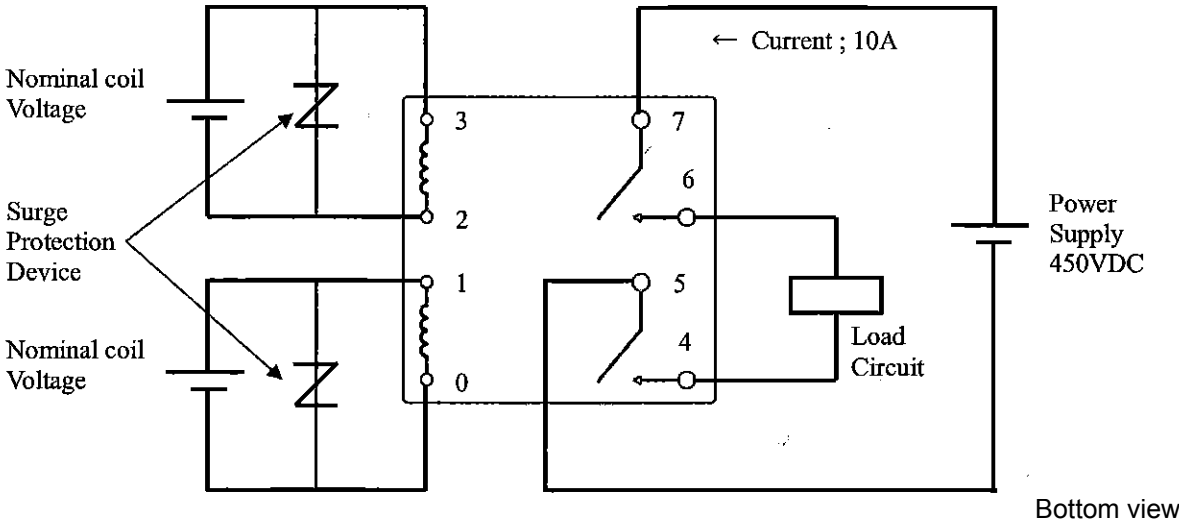 ← Current ; 10A
Nominal coil
Voltage
3
7
6
2
Surge
Protection
Device
Power
Supply
450VDC
1
5
Nominal coil
Voltage
4
Load
Circuit
0
Bottom view